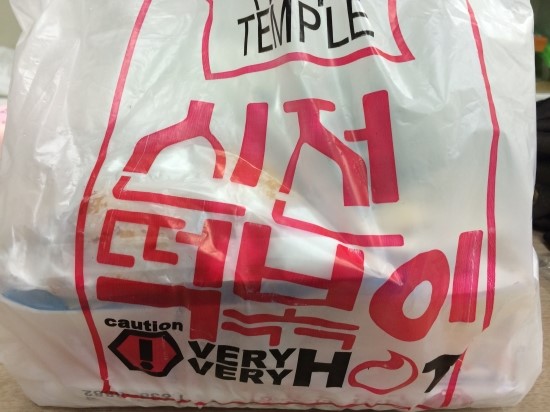 TEMPLE
신전
떡볶이
caution
!
VERY
VERY HOT